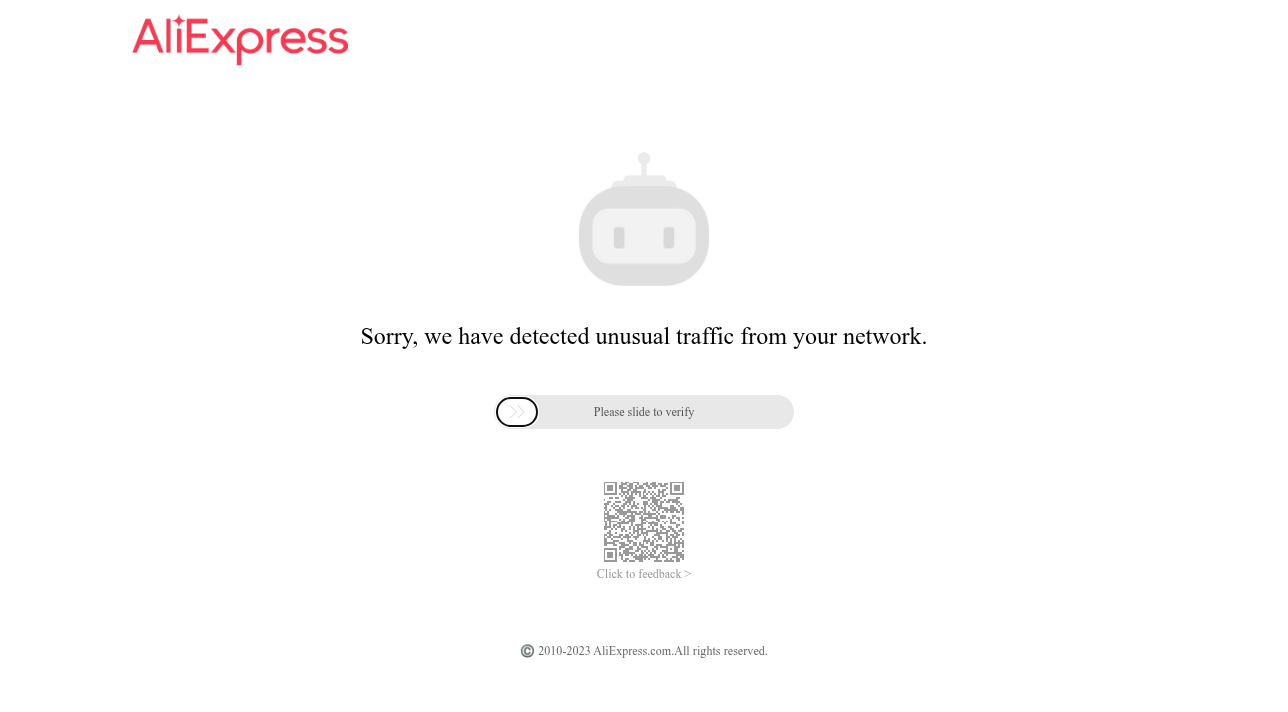 AliExpress
Sorry, we have detected unusual traffic from your network.
Please slide to verify
Click to feedback >
© 2010-2023 AliExpress.com.All rights reserved.